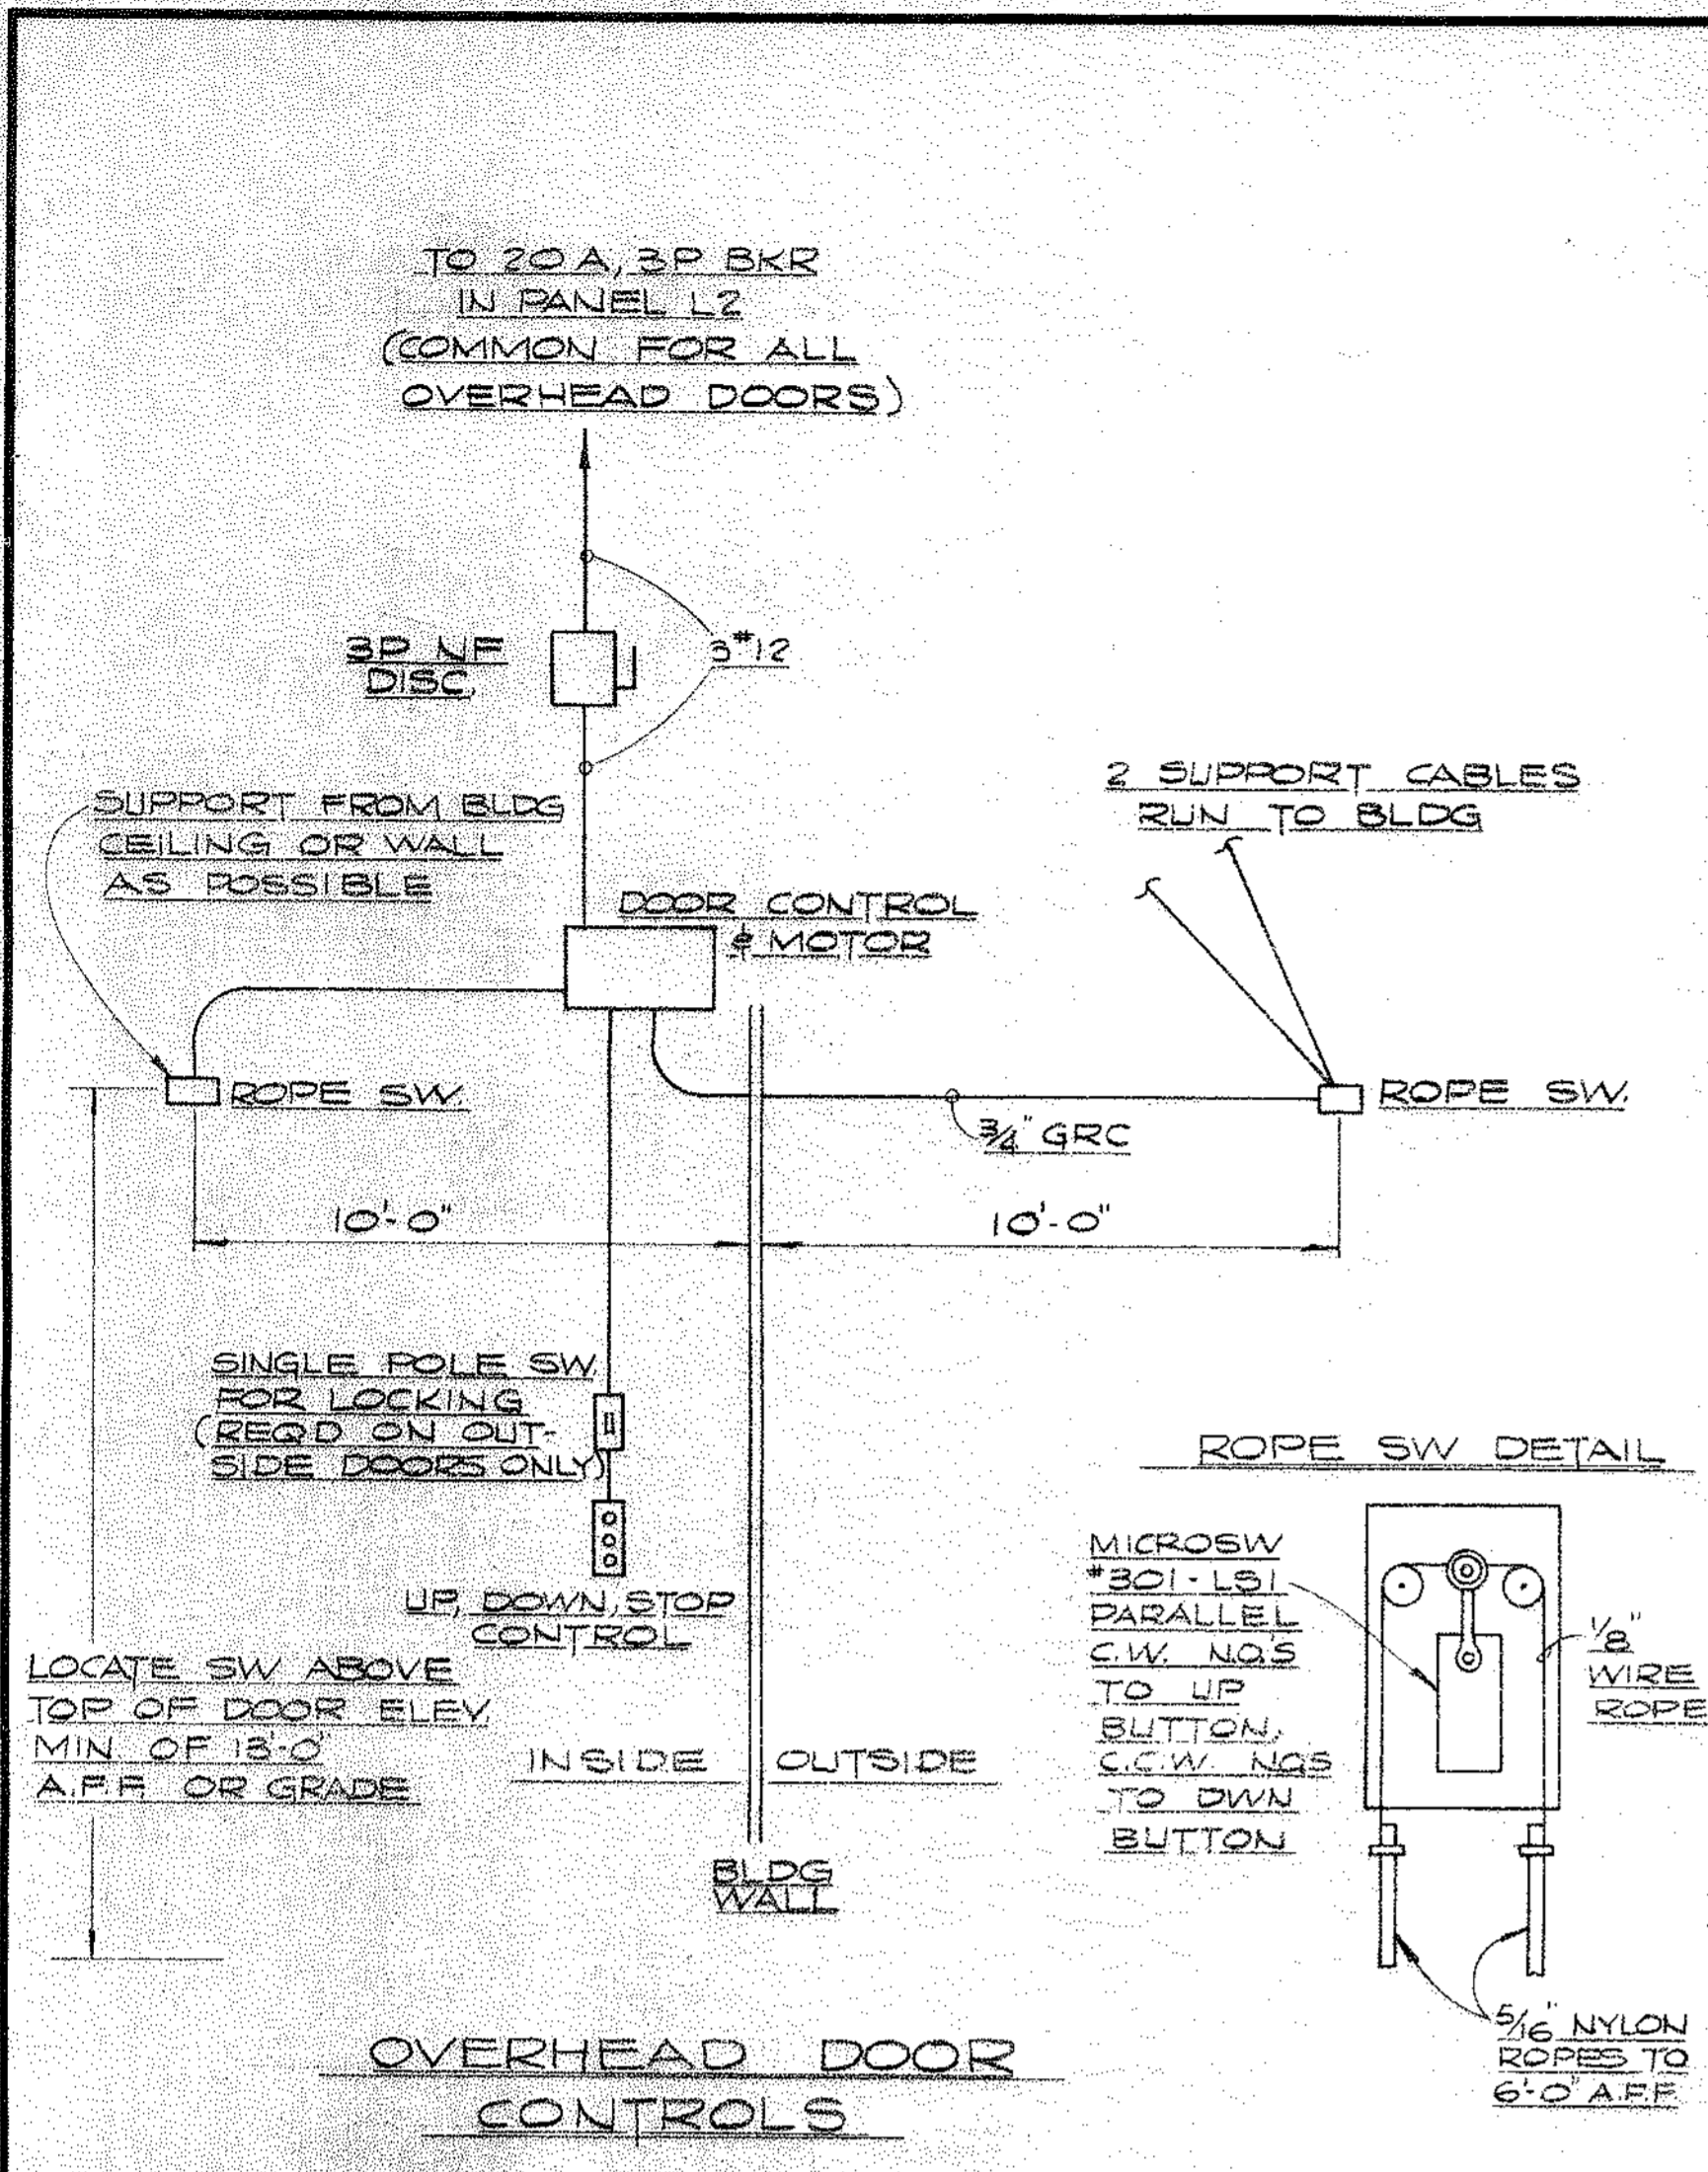 TO 20 A, 3P BKR
IN PANEL L2
(COMMON FOR ALL
OVERHEAD DOORS)
3P NF
DISC.
3#12
SUPPORT FROM BLDG
CEILING OR WALL
AS POSSIBLE
2 SUPPORT CABLES
RUN TO BLDG
DOOR CONTROL
& MOTOR
ROPE SW.
ROPE SW.
3/4" GRC
10'-0"
10'-0"
SINGLE POLE SW.
FOR LOCKING
(REQD ON OUT-
SIDE DOORS ONLY)
UP, DOWN, STOP
CONTROL
LOCATE SW ABOVE
TOP OF DOOR ELEV.
MIN OF 13'-0"
A.F.F. OR GRADE
INSIDE
OUTSIDE
BLDG
WALL
ROPE SW DETAIL
MICROSW
#301-LS1
PARALLEL
C.W. N.O.'S
TO UP
BUTTON,
C.C.W NOS
TO DWN
BUTTON
1/8"
WIRE
ROPE
5/16" NYLON
ROPES TO
6'-0" A.F.F.
OVERHEAD DOOR
CONTROLS